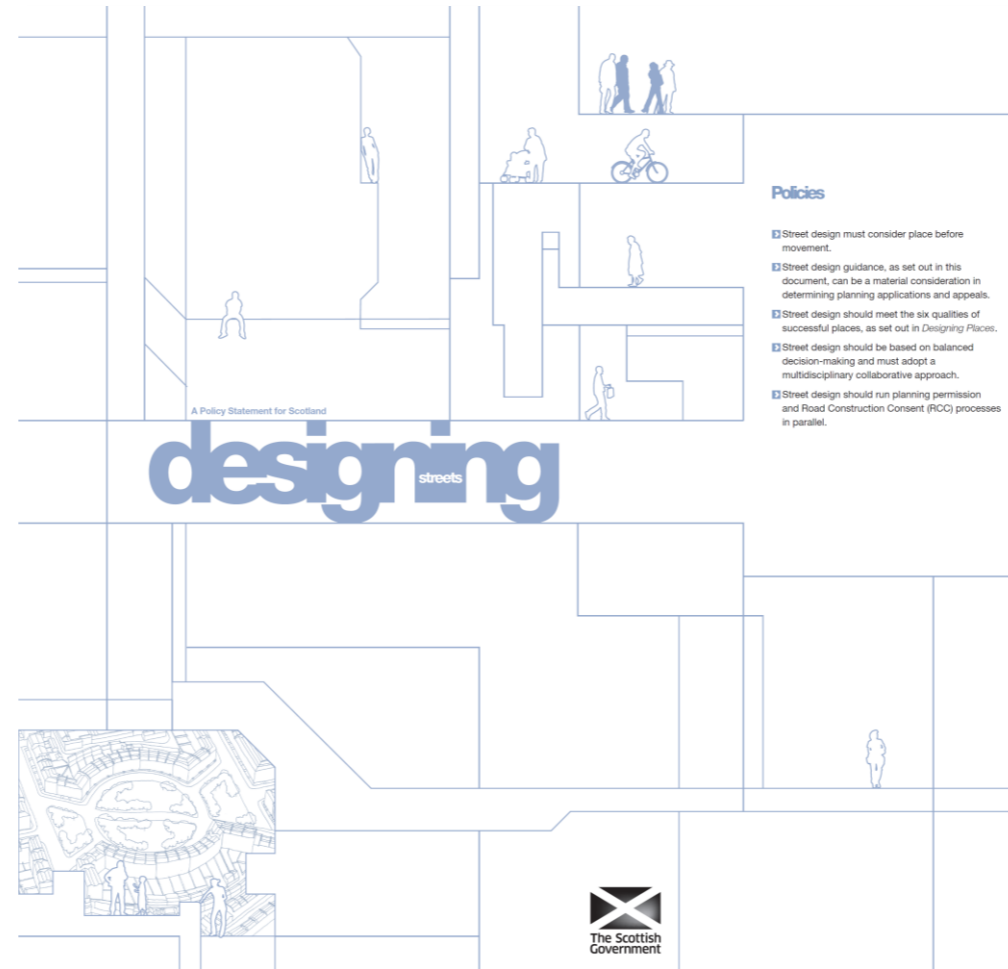 Policies
Street design must consider place before
movement.
Street design guidance, as set out in this
document, can be a material consideration in
determining planning applications and appeals.
Street design should meet the six qualities of
successful places, as set out in Designing Places.
Street design should be based on balanced
decision-making and must adopt a
multidisciplinary collaborative approach.
Street design should run planning permission
and Road Construction Consent (RCC) processes
in parallel.
A Policy Statement for Scotland
designing
streets
The Scottish
Government